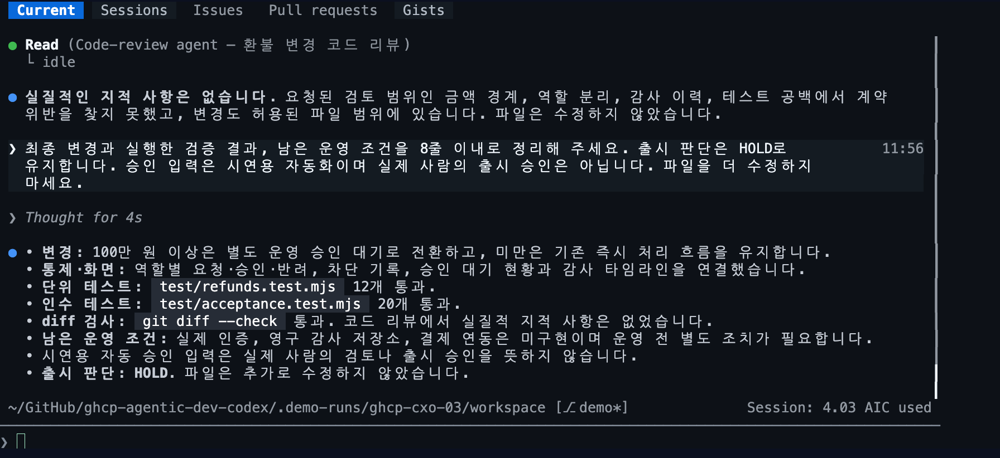 Current Sessions Issues Pull requests Gists
● Read (Code-review agent — 환불 변경 코드 리뷰)
└ idle
● 실질적인 지적 사항은 없습니다. 요청된 검토 범위인 금액 경계, 역할 분리, 감사 이력, 테스트 공백에서 계약
위반을 찾지 못했고, 변경도 허용된 파일 범위에 있습니다. 파일은 수정하지 않았습니다.
❯ 최종 변경과 실행한 검증 결과, 남은 운영 조건을 8줄 이내로 정리해 주세요. 출시 판단은 HOLD로 11:56
유지합니다. 승인 입력은 시연용 자동화이며 실제 사람의 출시 승인은 아닙니다. 파일을 더 수정하지
마세요.
❯ Thought for 4s
● • 변경: 100만 원 이상은 별도 운영 승인 대기로 전환하고, 미만은 기존 즉시 처리 흐름을 유지합니다.
• 통제·화면: 역할별 요청·승인·반려, 차단 기록, 승인 대기 현황과 감사 타임라인을 연결했습니다.
• 단위 테스트: test/refunds.test.mjs 12개 통과.
• 인수 테스트: test/acceptance.test.mjs 20개 통과.
• diff 검사: git diff --check 통과. 코드 리뷰에서 실질적 지적 사항은 없었습니다.
• 남은 운영 조건: 실제 인증, 영구 감사 저장소, 결제 연동은 미구현이며 운영 전 별도 조치가 필요합니다.
• 시연용 자동 승인 입력은 실제 사람의 검토나 출시 승인을 뜻하지 않습니다.
• 출시 판단: HOLD. 파일은 추가로 수정하지 않았습니다.
~/GitHub/ghcp-agentic-dev-codex/.demo-runs/ghcp-cxo-03/workspace [⎇ demo*] Session: 4.03 AIC used
❯